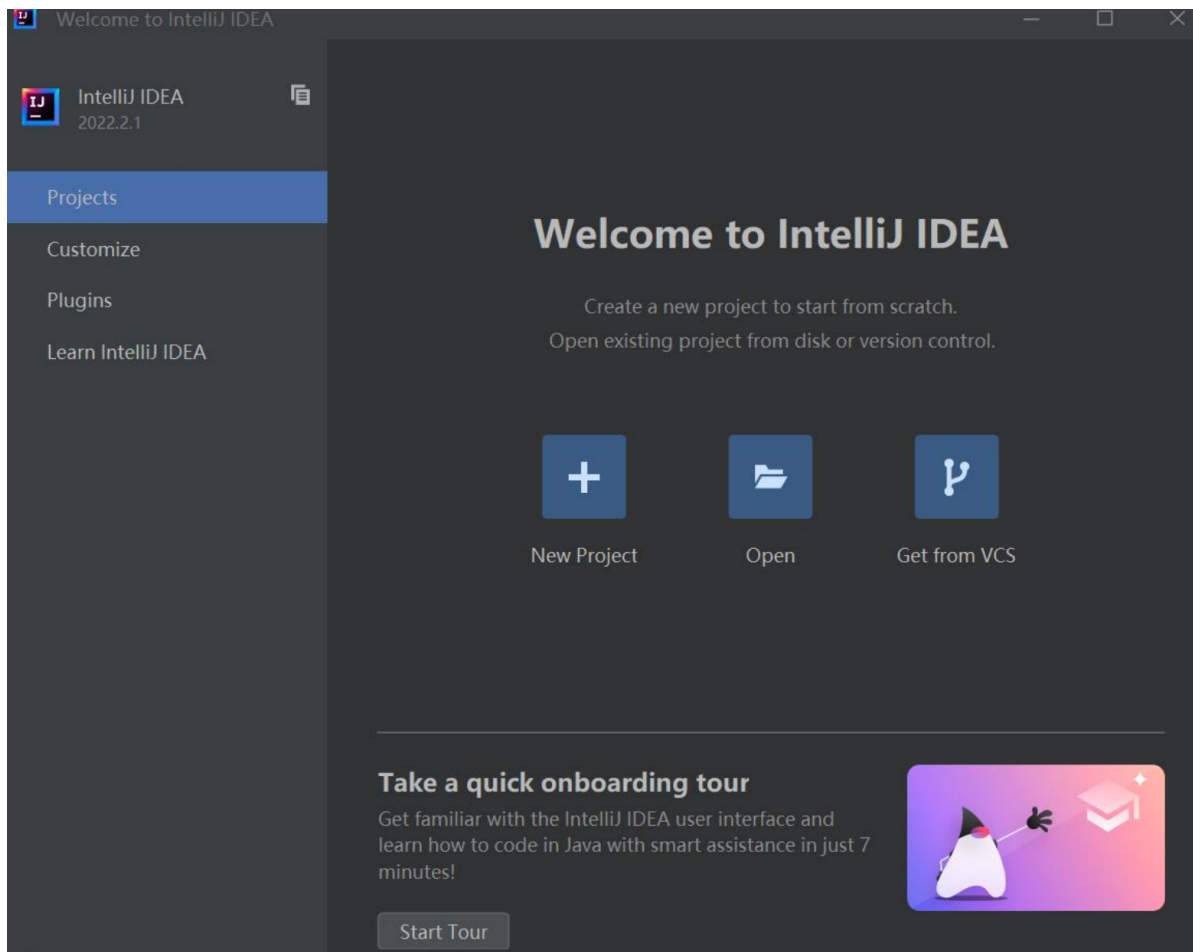 Welcome to IntelliJ IDEA
IntelliJ IDEA
2022.2.1
Projects
Customize
Plugins
Learn IntelliJ IDEA
Welcome to IntelliJ IDEA
Create a new project to start from scratch.
Open existing project from disk or version control.
New Project
Open
Get from VCS
Take a quick onboarding tour
Get familiar with the IntelliJ IDEA user interface and
learn how to code in Java with smart assistance in just 7
minutes!
Start Tour